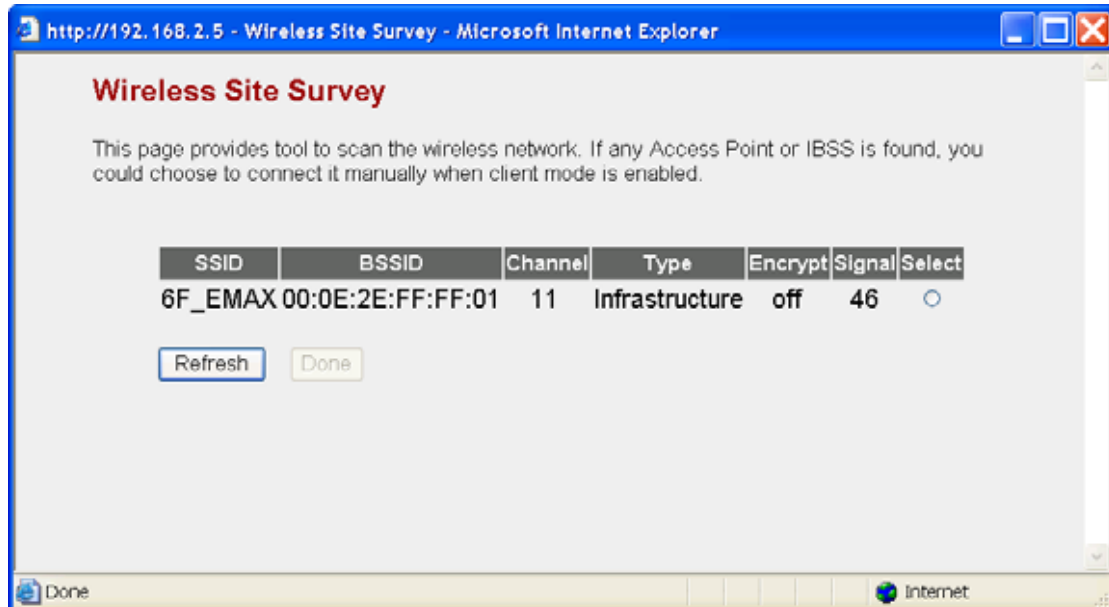 http://192.168.2.5 - Wireless Site Survey - Microsoft Internet Explorer
Wireless Site Survey
This page provides tool to scan the wireless network. If any Access Point or IBSS is found, you
could choose to connect it manually when client mode is enabled.
SSID BSSID Channel Type Encrypt Signal Select
6F_EMAX 00:0E:2E:FF:FF:01 11 Infrastructure off 46
Refresh Done
Done Internet